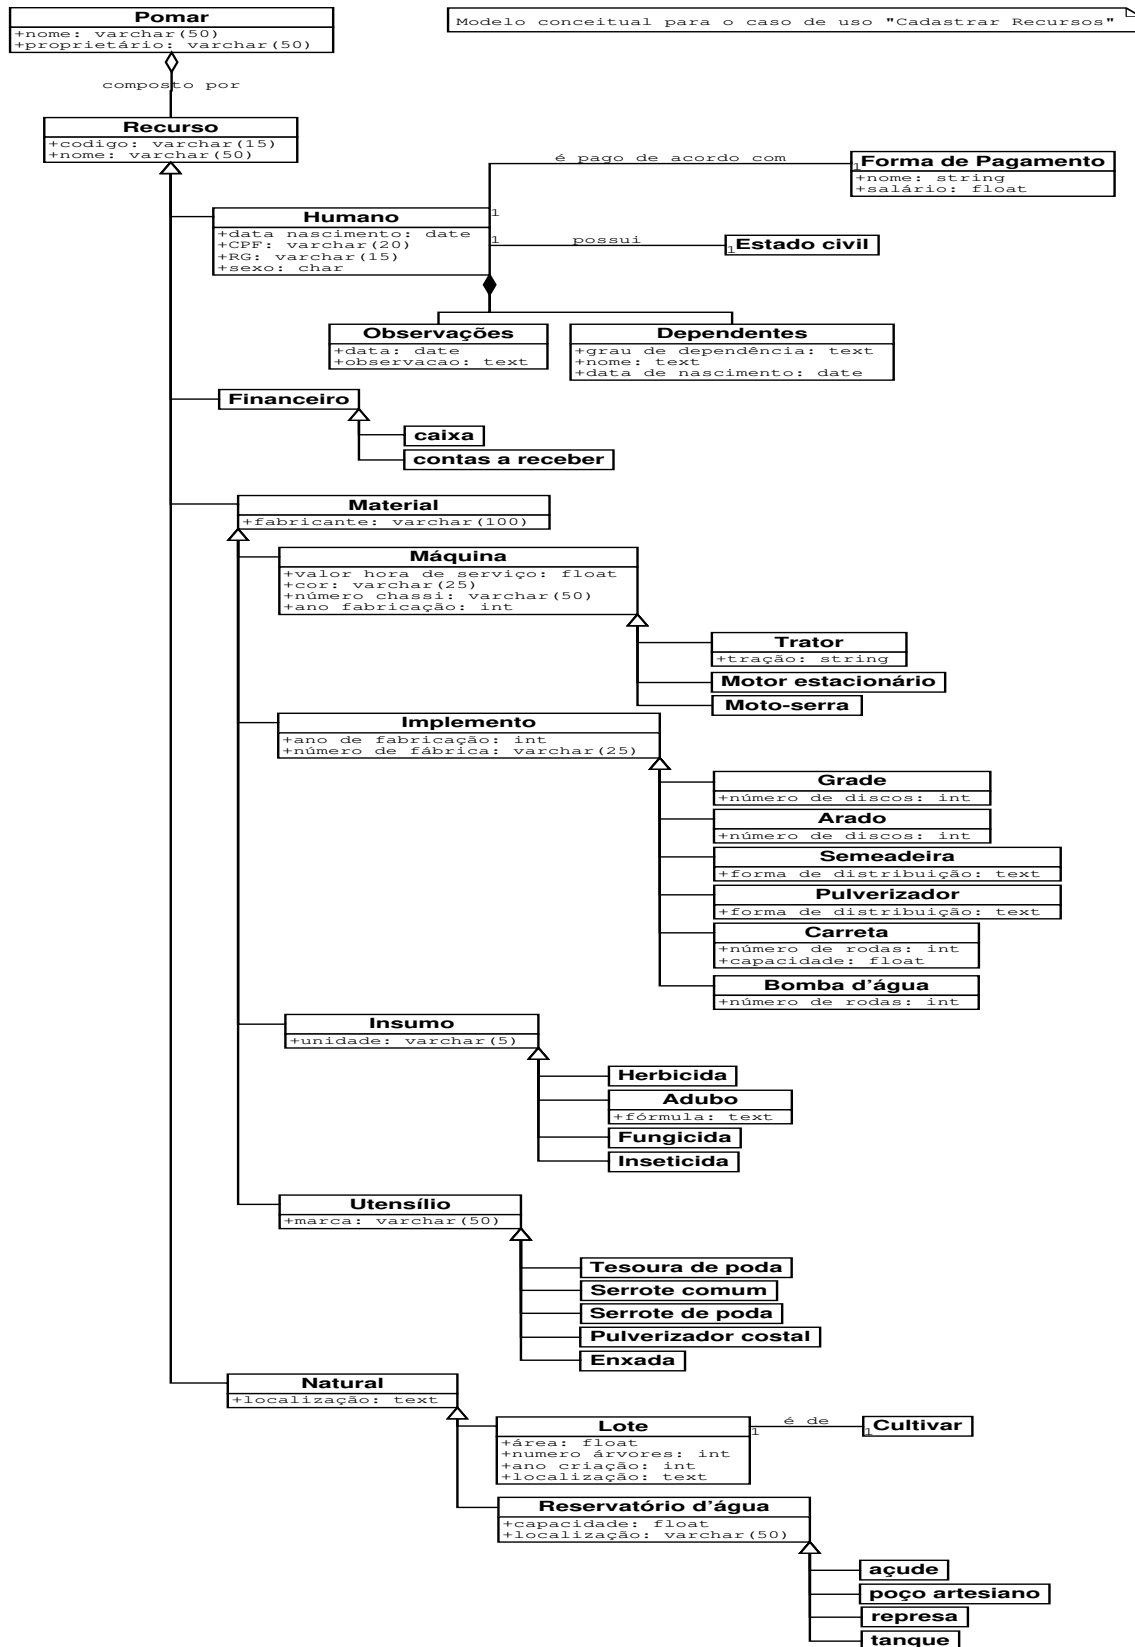 Pomar
+nome: varchar(50)
+proprietário: varchar(50)
Modelo conceitual para o caso de uso "Cadastrar Recursos"
composto por
Recurso
+codigo: varchar(15)
+nome: varchar(50)
é pago de acordo com
1
1
Forma de Pagamento
+nome: string
+salário: float
Humano
+data nascimento: date
+CPF: varchar(20)
+RG: varchar(15)
+sexo: char
1
possui
1
Estado civil
Observações
+data: date
+observacao: text
Dependentes
+grau de dependência: text
+nome: text
+data de nascimento: date
Financeiro
caixa
contas a receber
Material
+fabricante: varchar(100)
Máquina
+valor hora de serviço: float
+cor: varchar(25)
+número chassi: varchar(50)
+ano fabricação: int
Trator
+tração: string
Motor estacionário
Moto-serra
Implemento
+ano de fabricação: int
+número de fábrica: varchar(25)
Grade
+número de discos: int
Arado
+número de discos: int
Semeadeira
+forma de distribuição: text
Pulverizador
+forma de distribuição: text
Carreta
+número de rodas: int
+capacidade: float
Bomba d'água
+número de rodas: int
Insumo
+unidade: varchar(5)
Herbicida
Adubo
+fórmula: text
Fungicida
Inseticida
Utensílio
+marca: varchar(50)
Tesoura de poda
Serrote comum
Serrote de poda
Pulverizador costal
Enxada
Natural
+localização: text
Lote
+área: float
+numero árvores: int
+ano criação: int
+localização: text
1
é de
1
Cultivar
Reservatório d'água
+capacidade: float
+localização: varchar(50)
açude
poço artesiano
represa
tanque